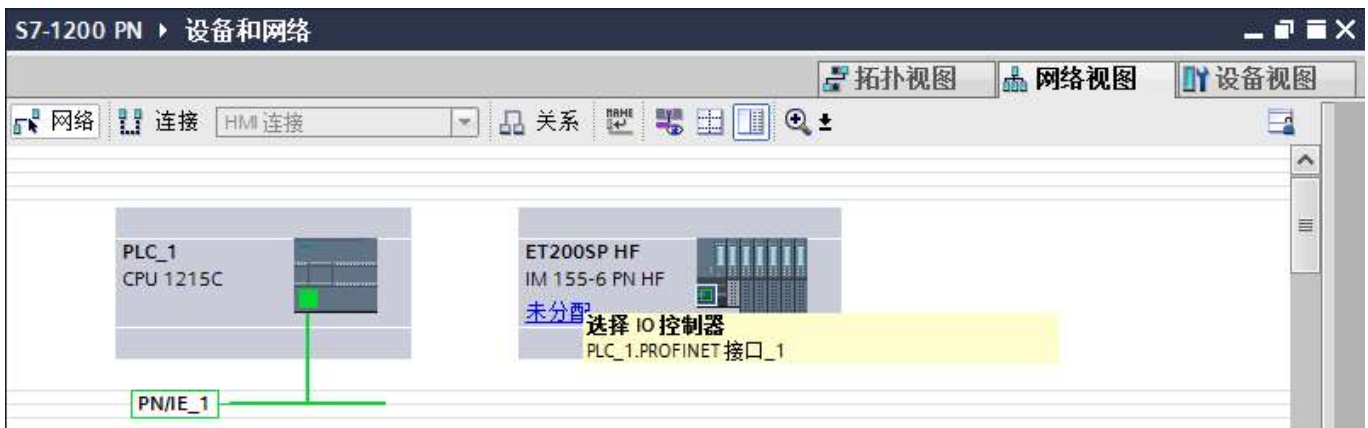 S7-1200 PN ▸ 设备和网络
拓扑视图 网络视图 设备视图
网络 连接 HMI 连接 关系 NAME
PLC_1
CPU 1215C
ET200SP HF
IM 155-6 PN HF
未分配
选择 IO 控制器
PLC_1.PROFINET 接口_1
PN/IE_1